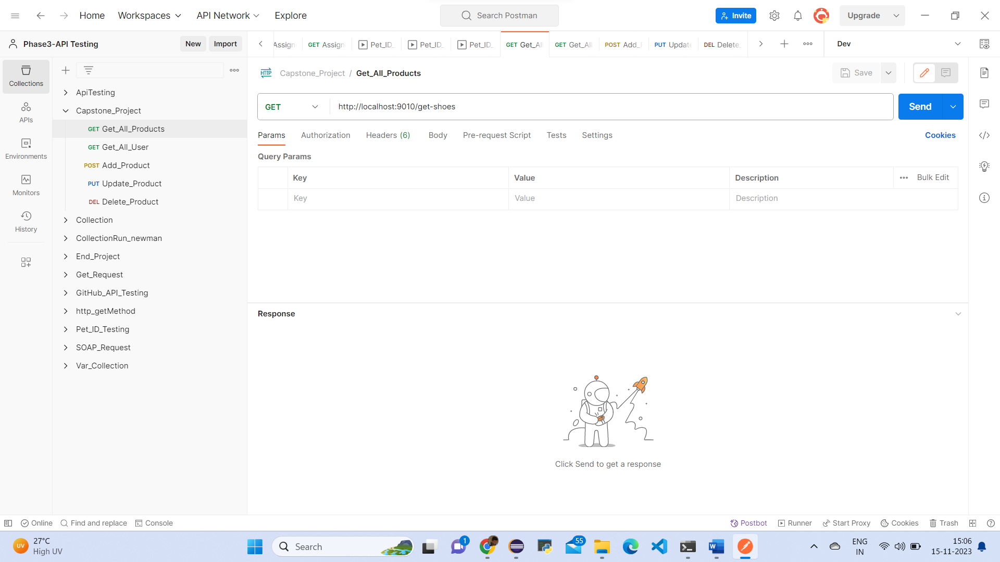 Home Workspaces API Network Explore Search Postman Invite Upgrade
Phase3-API Testing New Import Assign GET Assign Pet_ID_ Pet_ID_ Pet_ID_ GET Get_Al GET Get_All POST Add_P PUT Update DEL Delete_ Dev
Collections
APIs
Environments
Monitors
History
ApiTesting
Capstone_Project
GET Get_All_Products
GET Get_All_User
POST Add_Product
PUT Update_Product
DEL Delete_Product
Collection
CollectionRun_newman
End_Project
Get_Request
GitHub_API_Testing
http_getMethod
Pet_ID_Testing
SOAP_Request
Var_Collection
HTTP Capstone_Project / Get_All_Products Save
GET http://localhost:9010/get-shoes Send
Params Authorization Headers (6) Body Pre-request Script Tests Settings Cookies
Query Params
Key Value Description Bulk Edit
Key Value Description
Response
Click Send to get a response
Online Find and replace Console Postbot Runner Start Proxy Cookies Trash
UV 27°C
High UV
Search 1 55
ENG
IN
15:06
15-11-2023